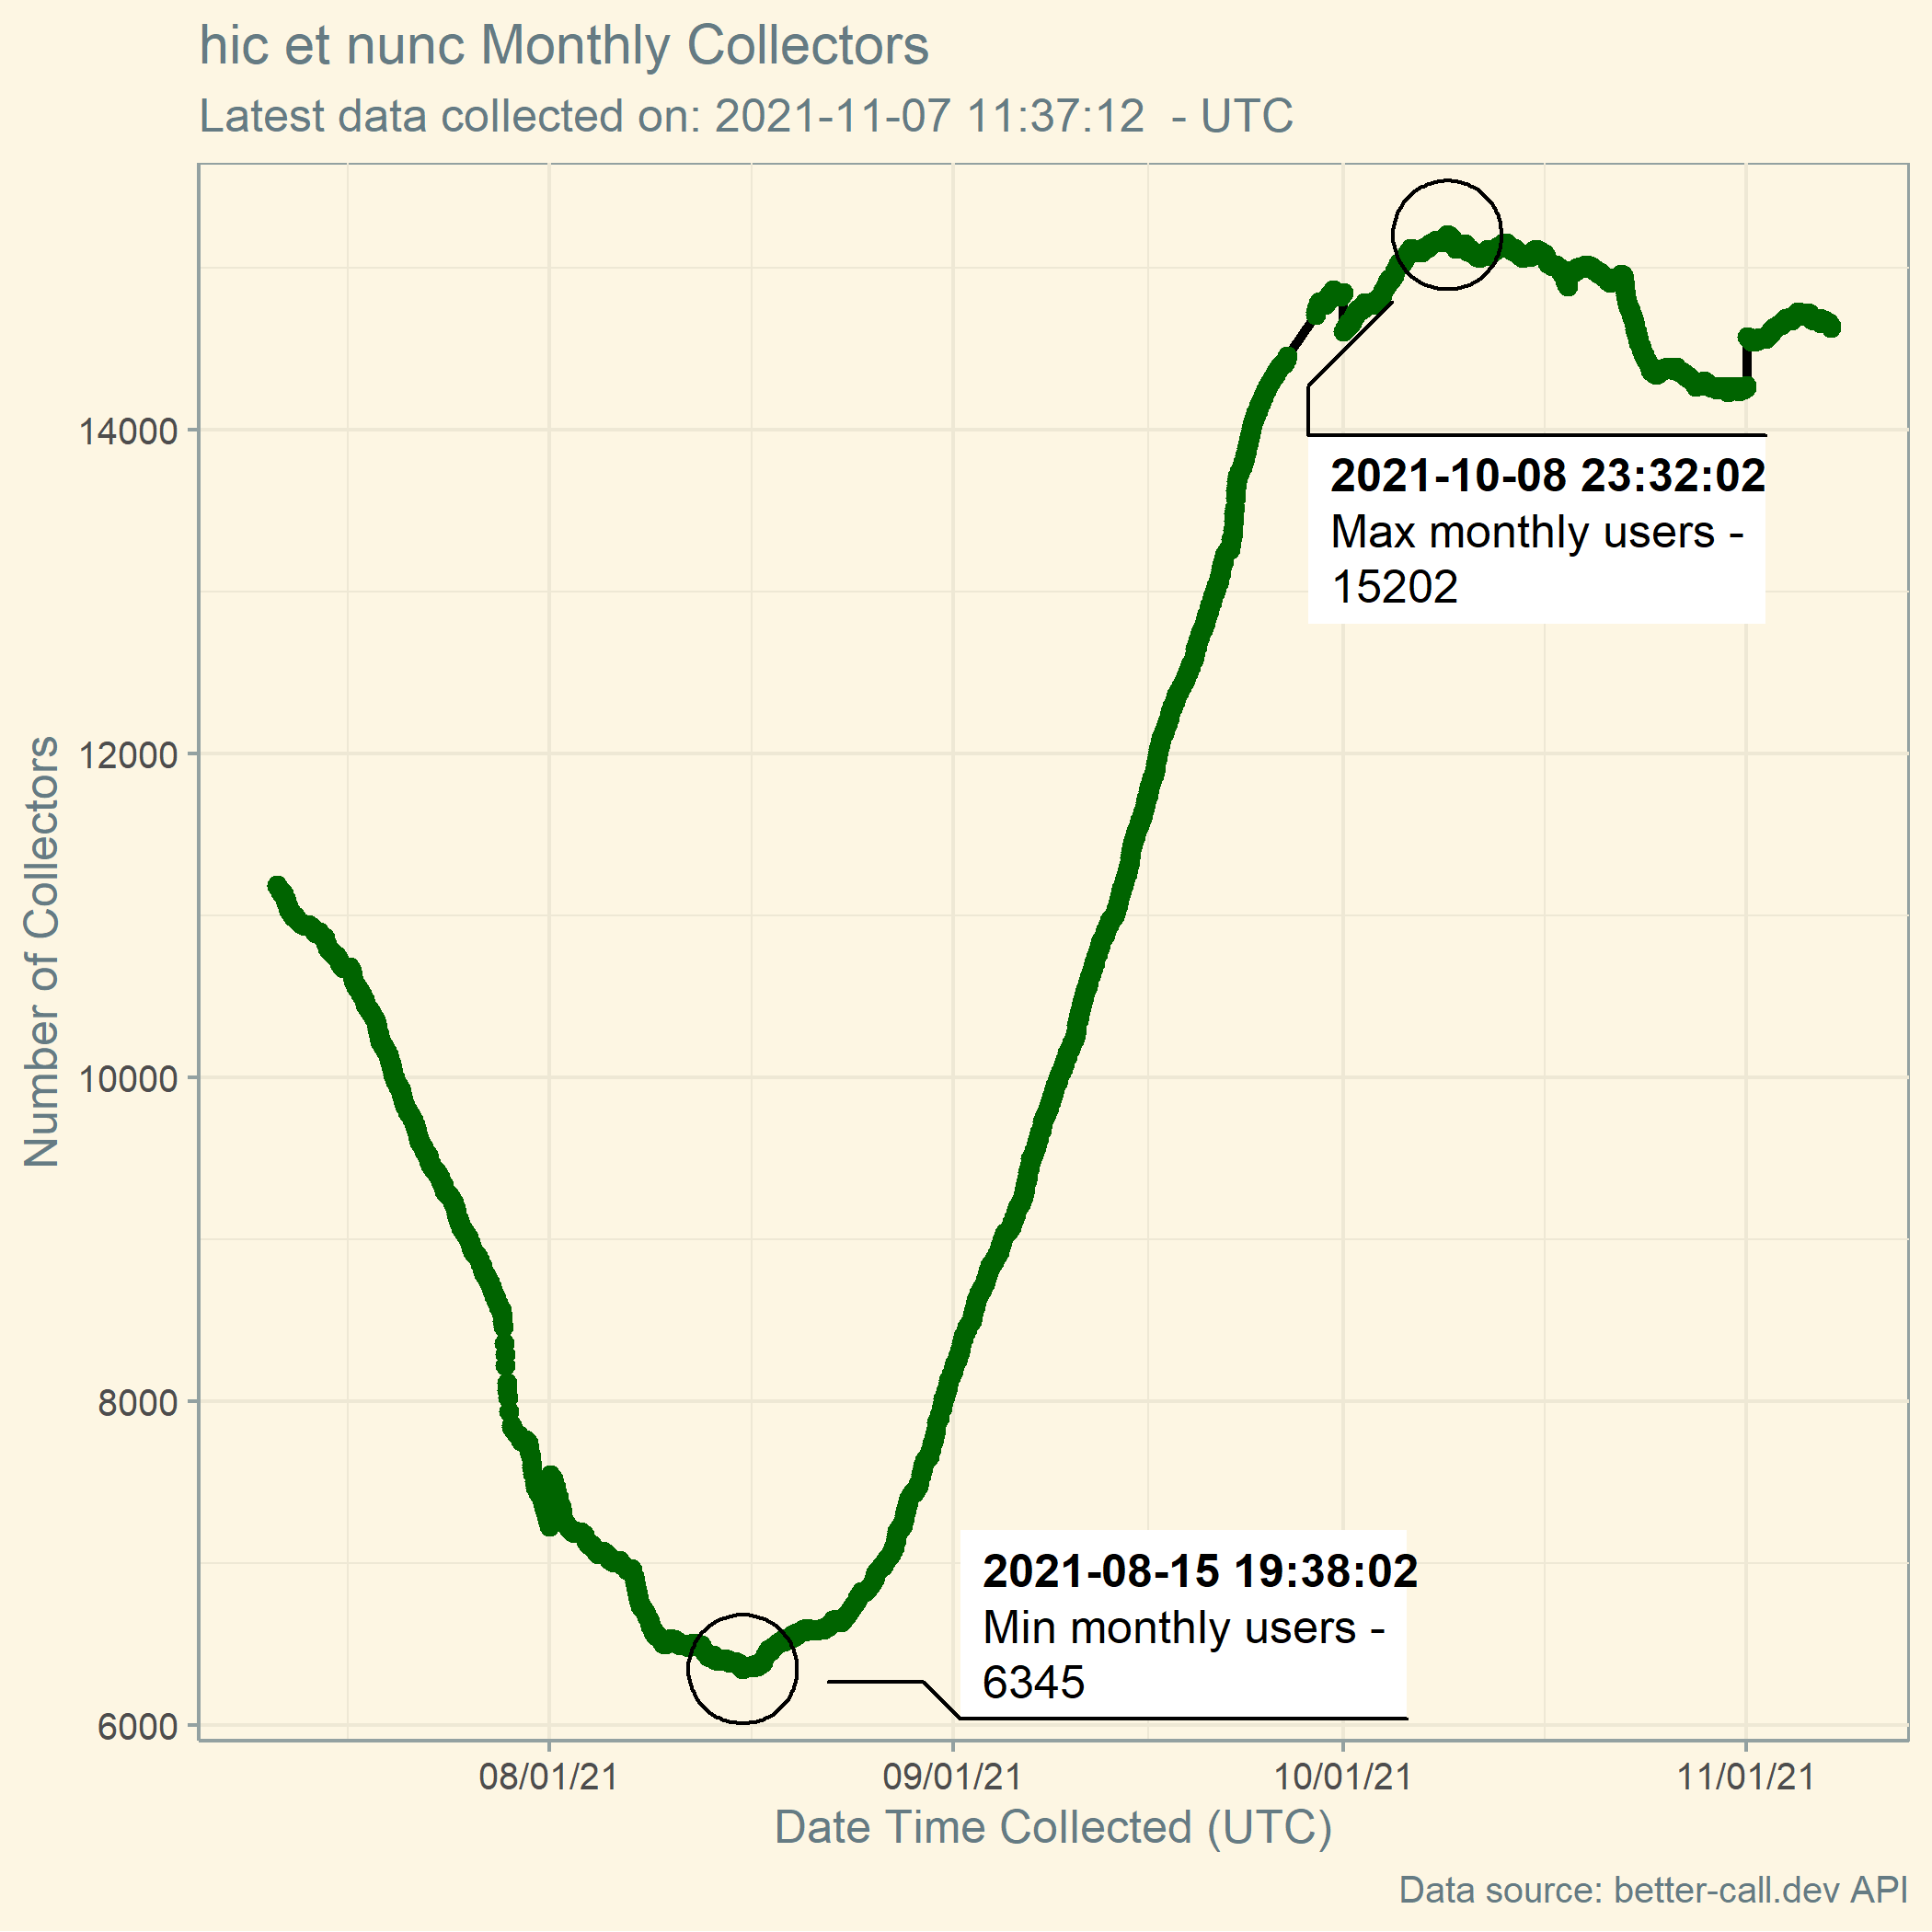 hic et nunc Monthly Collectors
Latest data collected on: 2021-11-07 11:37:12  - UTC
Number of Collectors
14000
12000
10000
8000
6000
2021-10-08 23:32:02
Max monthly users -
15202
2021-08-15 19:38:02
Min monthly users -
6345
08/01/21
09/01/21
10/01/21
11/01/21
Date Time Collected (UTC)
Data source: better-call.dev API